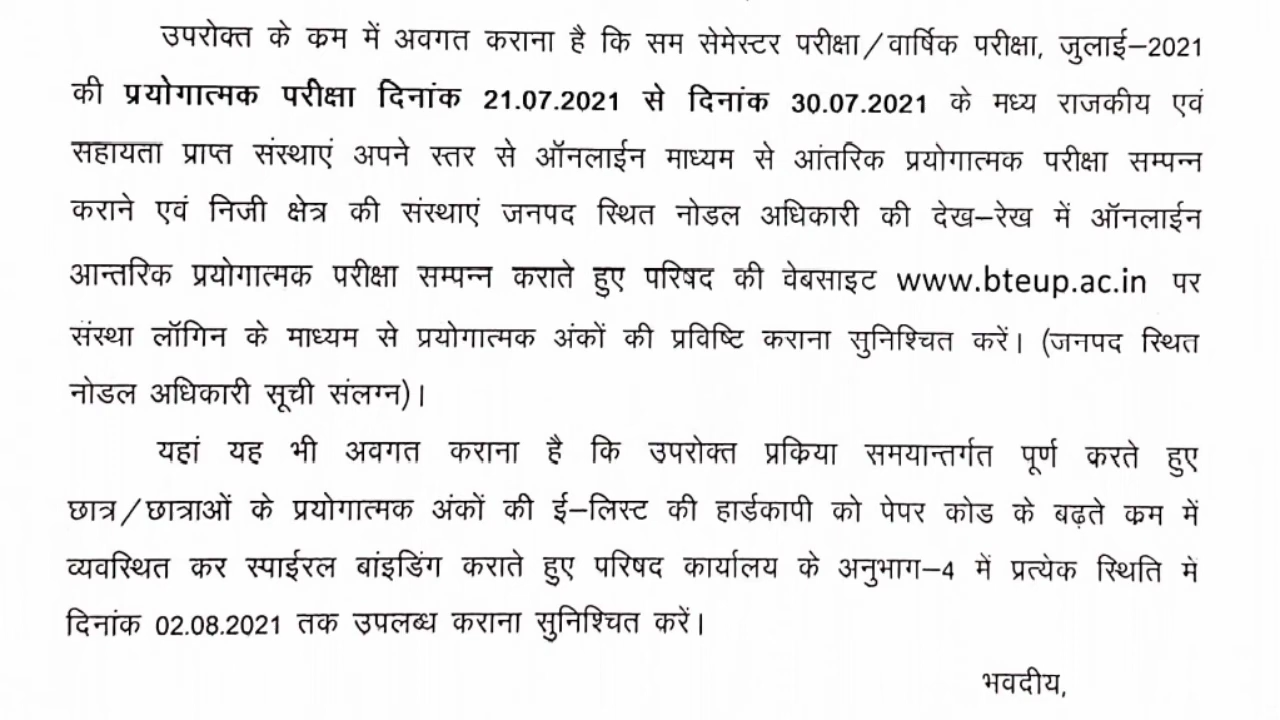 उपरोक्त के कम में अवगत कराना है कि सम सेमेस्टर परीक्षा/वार्षिक परीक्षा, जुलाई–2021
की प्रयोगात्मक परीक्षा दिनांक 21.07.2021 से दिनांक 30.07.2021 के मध्य राजकीय एवं
सहायता प्राप्त संस्थाएं अपने स्तर से ऑनलाईन माध्यम से आंतरिक प्रयोगात्मक परीक्षा सम्पन्न
कराने एवं निजी क्षेत्र की संस्थाएं जनपद स्थित नोडल अधिकारी की देख–रेख में ऑनलाईन
आन्तरिक प्रयोगात्मक परीक्षा सम्पन्न कराते हुए परिषद की वेबसाइट www.bteup.ac.in पर
संस्था लॉगिन के माध्यम से प्रयोगात्मक अंकों की प्रविष्टि कराना सुनिश्चित करें। (जनपद स्थित
नोडल अधिकारी सूची संलग्न)।
यहां यह भी अवगत कराना है कि उपरोक्त प्रकिया समयान्तर्गत पूर्ण करते हुए
छात्र/छात्राओं के प्रयोगात्मक अंकों की ई–लिस्ट की हार्डकापी को पेपर कोड के बढ़ते कम में
व्यवस्थित कर स्पाईरल बांइडिंग कराते हुए परिषद कार्यालय के अनुभाग–4 में प्रत्येक स्थिति में
दिनांक 02.08.2021 तक उपलब्ध कराना सुनिश्चित करें।
भवदीय,